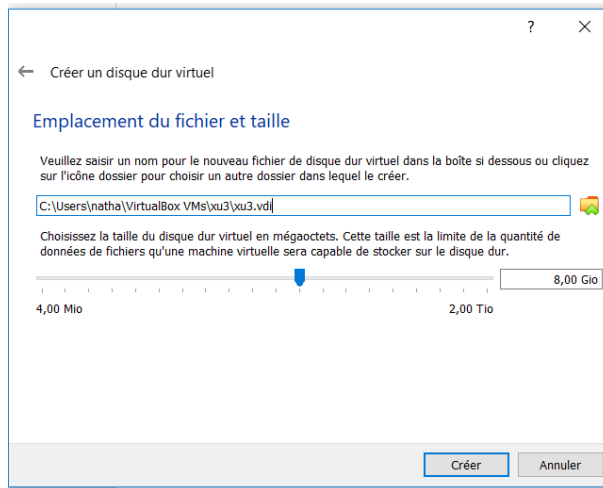 ?
Créer un disque dur virtuel
Emplacement du fichier et taille
Veuillez saisir un nom pour le nouveau fichier de disque dur virtuel dans la boîte si dessous ou cliquez
sur l'icône dossier pour choisir un autre dossier dans lequel le créer.
C:\Users\natha\VirtualBox VMs\xu3\xu3.vdi
Choisissez la taille du disque dur virtuel en mégaoctets. Cette taille est la limite de la quantité de
données de fichiers qu'une machine virtuelle sera capable de stocker sur le disque dur.
8,00 Gio
4,00 Mio 2,00 Tio
Créer Annuler